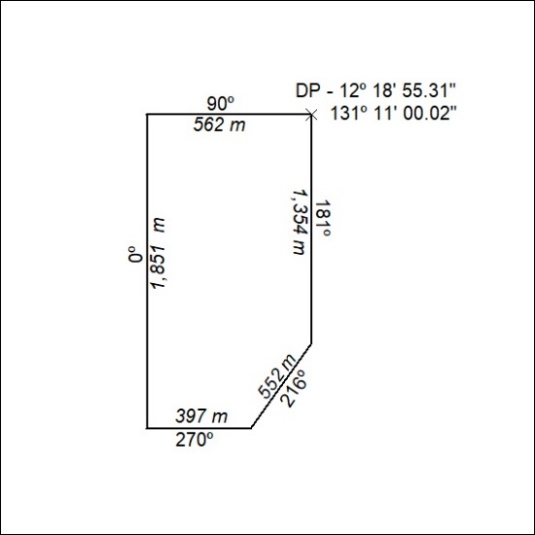 DP - 12º 18' 55.31"
131º 11' 00.02"
90º
562 m
1,354 m
181º
0º
1,851 m
552 m
216º
397 m
270º